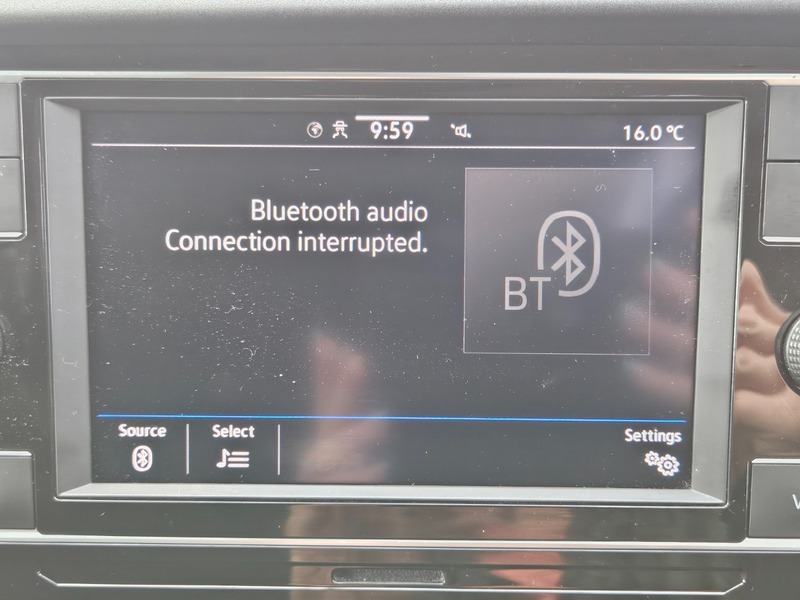 9:59
16.0 °C
Bluetooth audio
Connection interrupted.
BT
Source
Select
Settings